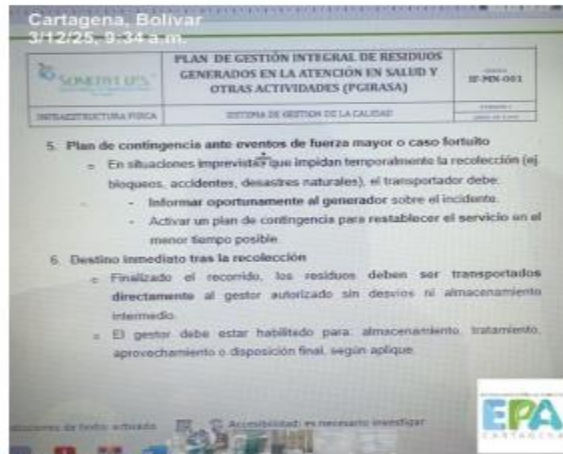 Cartagena, Bolívar
3/12/25, 9:34 a.m.
PLAN DE GESTIÓN INTEGRAL DE RESIDUOS
GENERADOS EN LA ATENCIÓN EN SALUD Y
OTRAS ACTIVIDADES (PGIRASA)
IF-MN-001
INFRAESTRUCTURA FISICA
SISTEMA DE GESTION DE LA CALIDAD
5. Plan de contingencia ante eventos de fuerza mayor o caso fortuito
o En situaciones imprevistas que impidan temporalmente la recolección (ej.
bloqueos, accidentes, desastres naturales), el transportador debe:
- Informar oportunamente al generador sobre el incidente.
- Activar un plan de contingencia para restablecer el servicio en el
menor tiempo posible.
6. Destino inmediato tras la recolección
o Finalizado el recorrido, los residuos deben ser transportados
directamente al gestor autorizado sin desvíos ni almacenamiento
intermedio.
o El gestor debe estar habilitado para: almacenamiento, tratamiento,
aprovechamiento o disposición final, según aplique.
de texto: activado
Accesibilidad: es necesario investigar
EPA
CARTAGENA